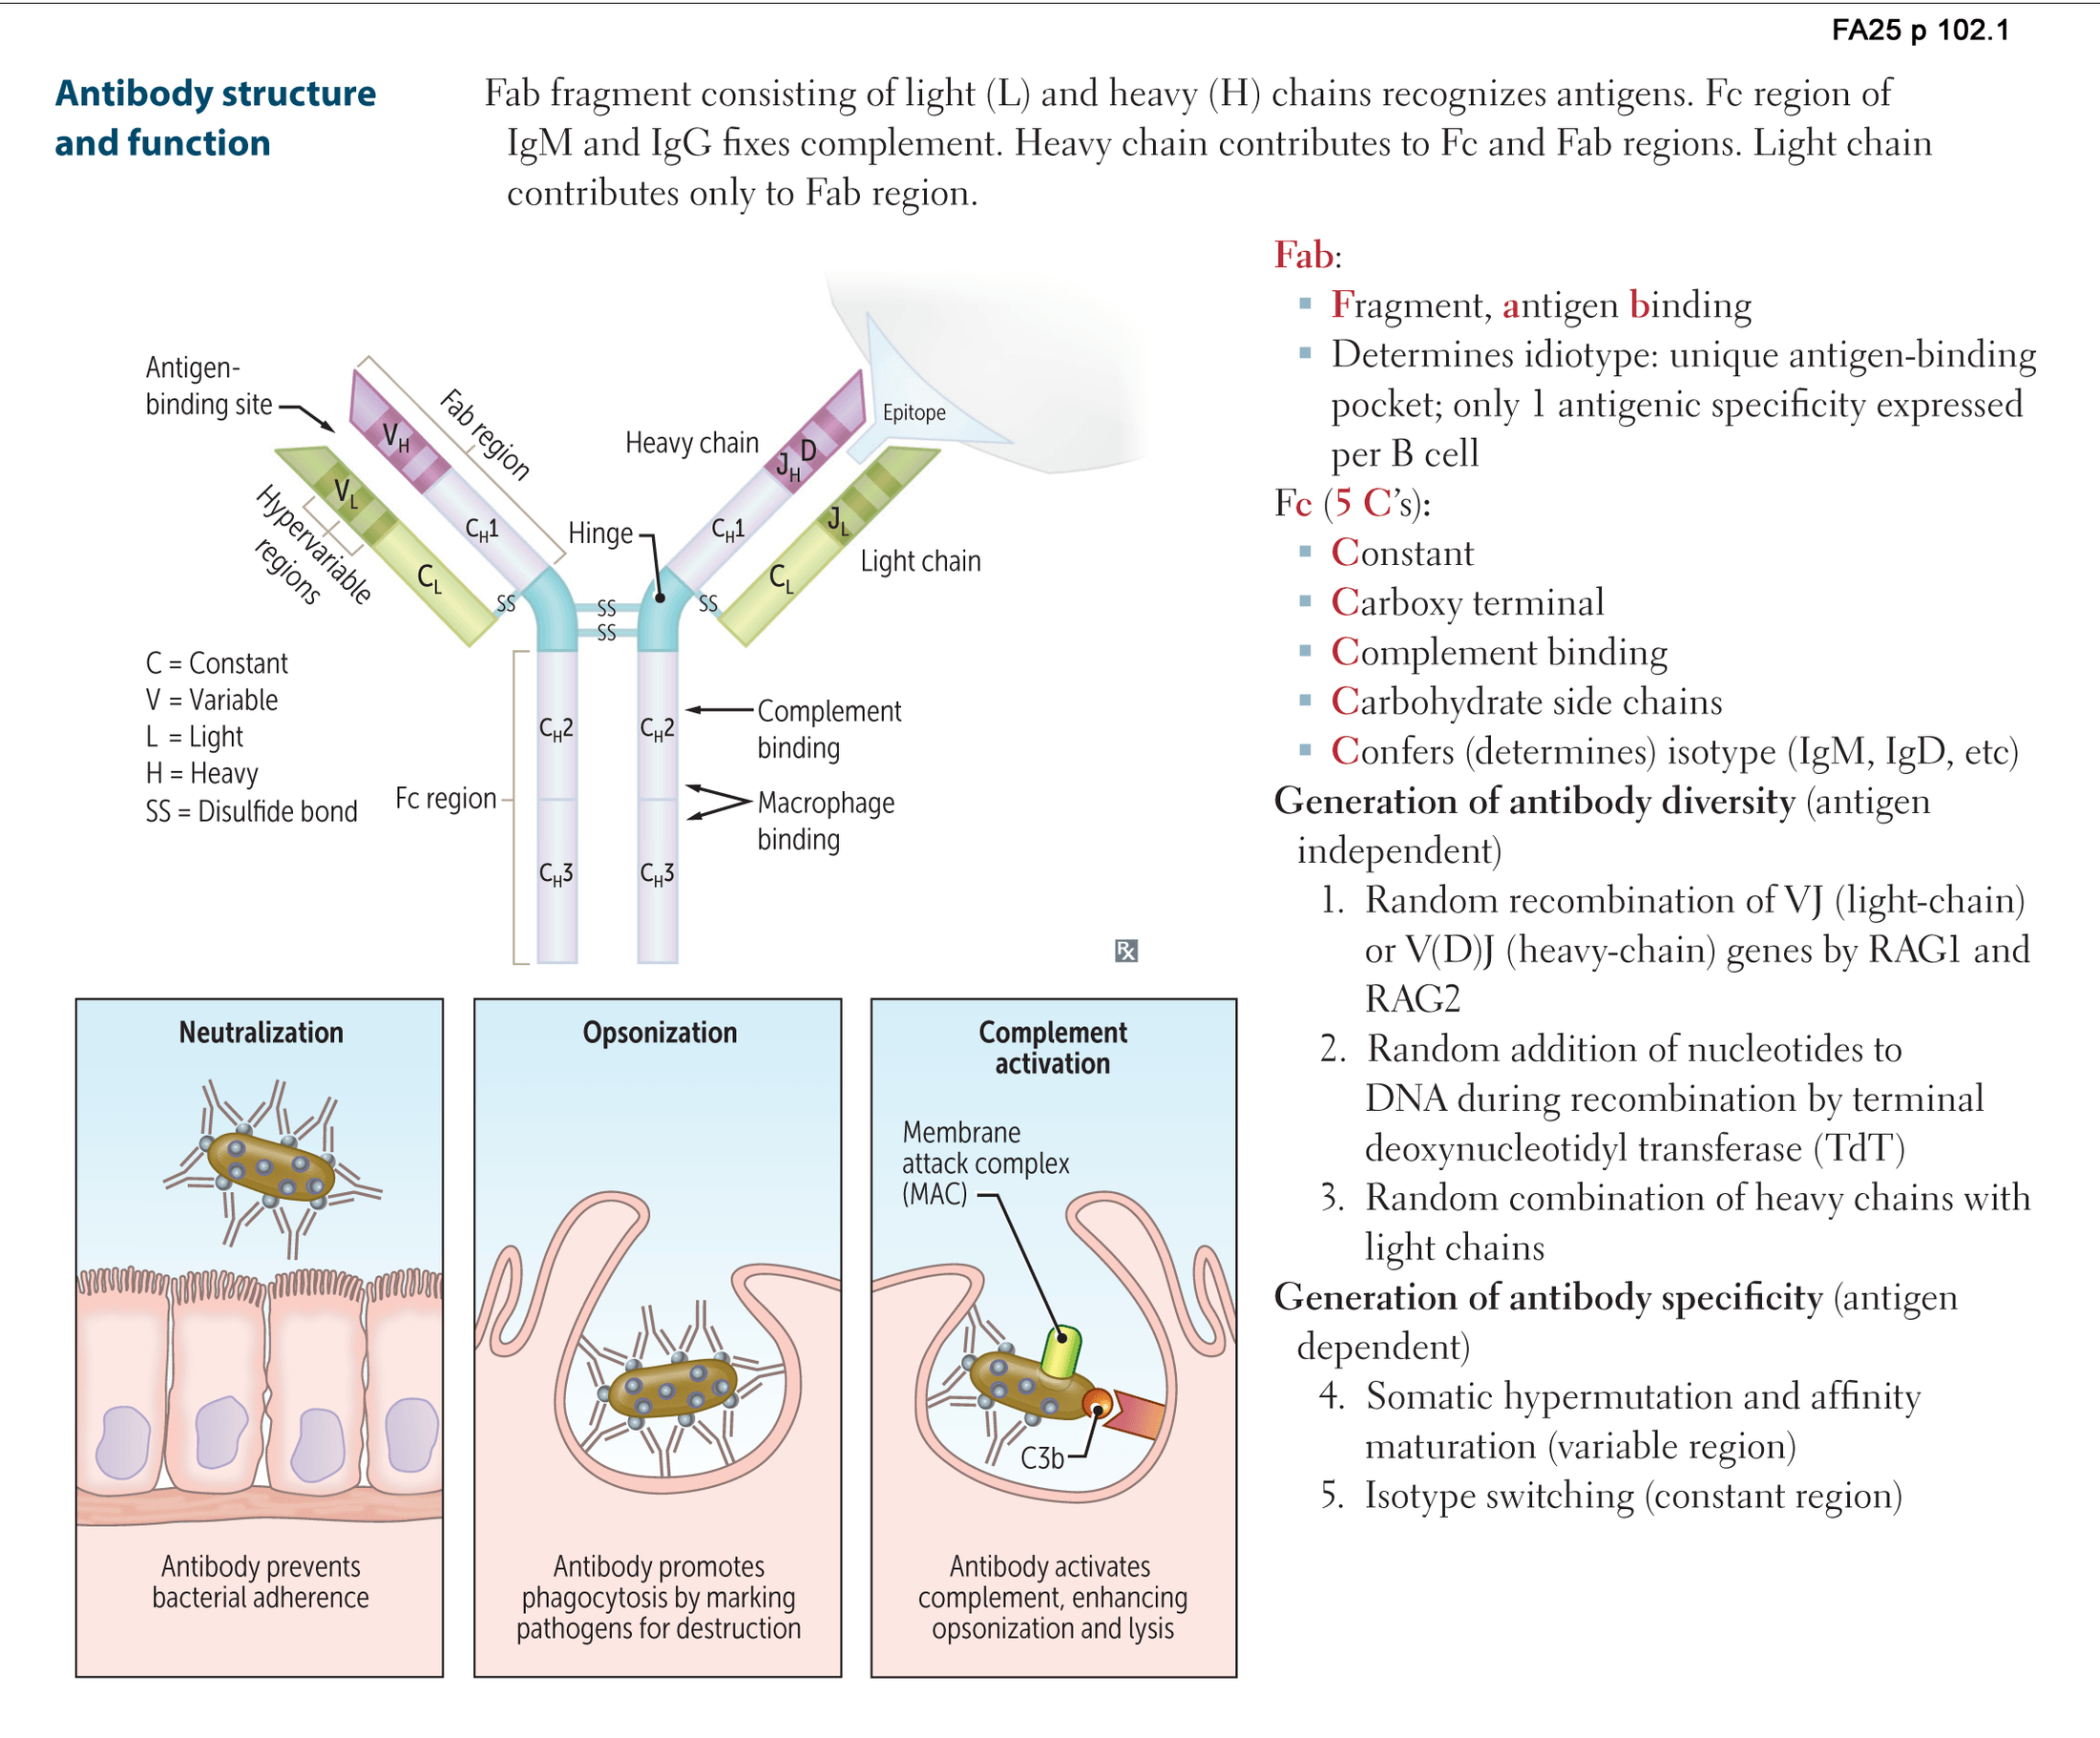 FA25 p 102.1
Antibody structure
and function
Fab fragment consisting of light (L) and heavy (H) chains recognizes antigens. Fc region of
IgM and IgG fixes complement. Heavy chain contributes to Fc and Fab regions. Light chain
contributes only to Fab region.
Antigen-
binding site
Fab region
VH
VL
Hypervariable
regions
CH1
CL
SS
Heavy chain
JH
D
Epitope
Hinge
CH1
JL
CL
Light chain
SS
SS
SS
C = Constant
V = Variable
L = Light
H = Heavy
SS = Disulfide bond
Fc region
CH2
CH2
CH3
CH3
Complement
binding
Macrophage
binding
Rx
Fab:
▪ Fragment, antigen binding
▪ Determines idiotype: unique antigen-binding
pocket; only 1 antigenic specificity expressed
per B cell
Fc (5 C’s):
▪ Constant
▪ Carboxy terminal
▪ Complement binding
▪ Carbohydrate side chains
▪ Confers (determines) isotype (IgM, IgD, etc)
Generation of antibody diversity (antigen
independent)
1. Random recombination of VJ (light-chain)
or V(D)J (heavy-chain) genes by RAG1 and
RAG2
2. Random addition of nucleotides to
DNA during recombination by terminal
deoxynucleotidyl transferase (TdT)
3. Random combination of heavy chains with
light chains
Generation of antibody specificity (antigen
dependent)
4. Somatic hypermutation and affinity
maturation (variable region)
5. Isotype switching (constant region)
Neutralization
Antibody prevents
bacterial adherence
Opsonization
Antibody promotes
phagocytosis by marking
pathogens for destruction
Complement
activation
Membrane
attack complex
(MAC)
C3b
Antibody activates
complement, enhancing
opsonization and lysis